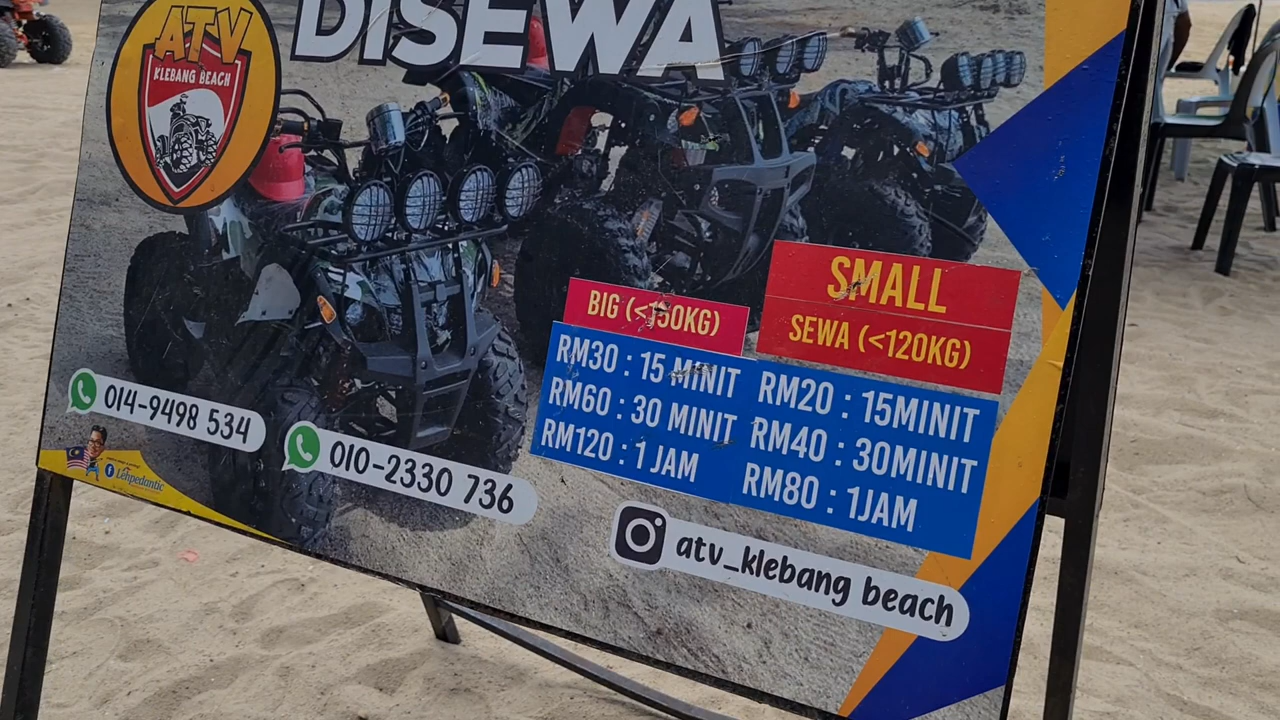 DISEWA
ATV
KLEBANG BEACH
SMALL
BIG (<150KG)
SEWA (<120KG)
RM30 : 15 MINIT
RM60 : 30 MINIT
RM120 : 1 JAM
RM20 : 15MINIT
RM40 : 30MINIT
RM80 : 1JAM
014-9498 534
010-2330 736
Lehpedantic
atv_klebang beach